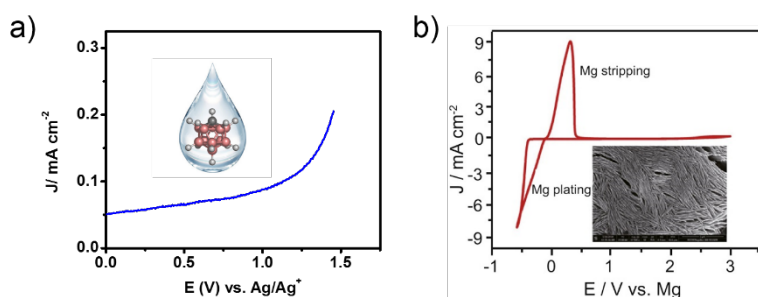 a)
J/ mA cm-2
0.3
0.2
0.1
0.0
0.0 0.5 1.0 1.5
E (V) vs. Ag/Ag+
b)
J / mA cm-2
9
6
3
0
-3
-6
-9
Mg stripping
Mg plating
-1 0 1 2 3
E / V vs. Mg